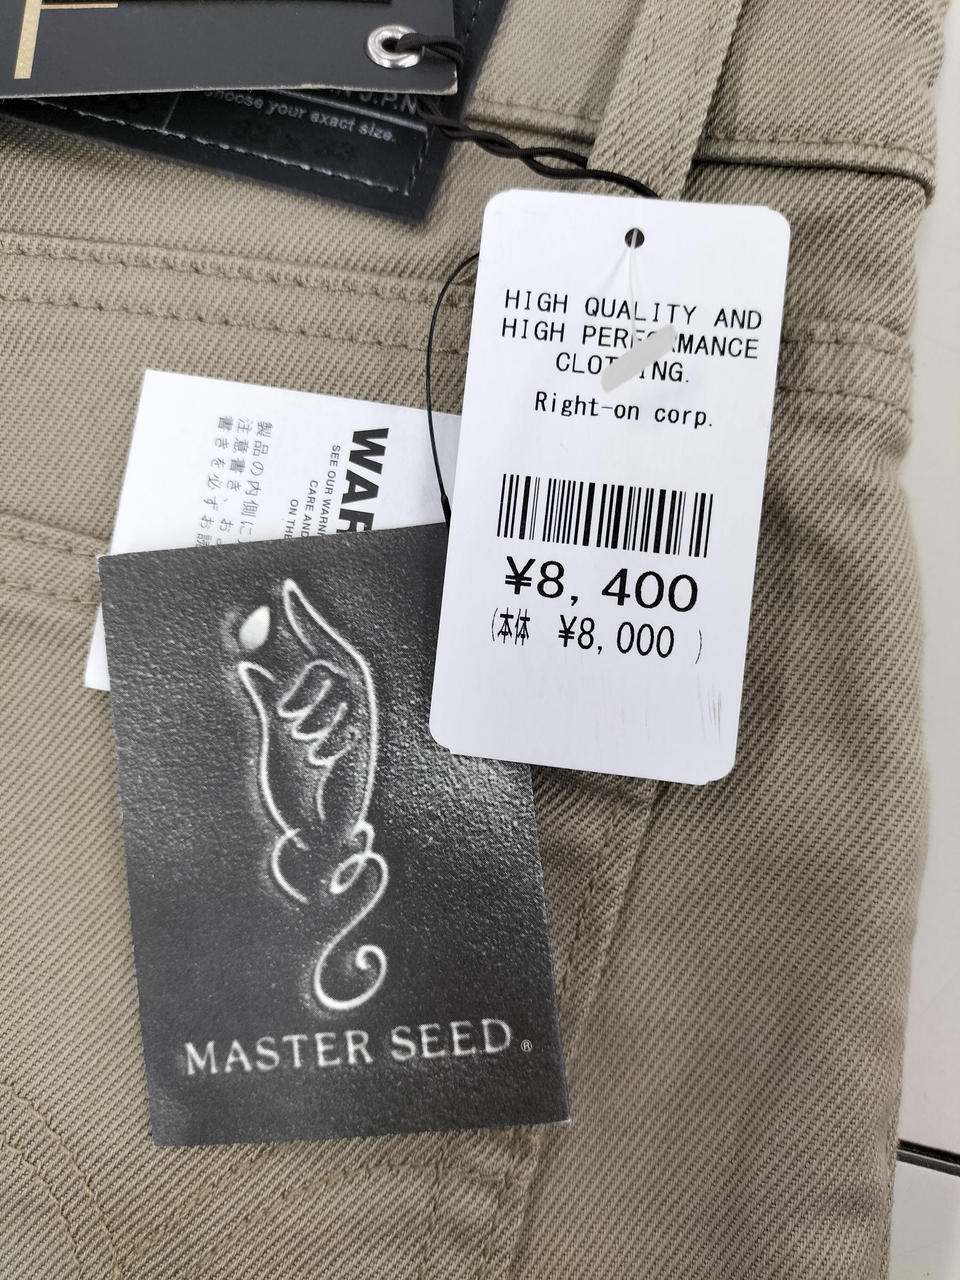 J.P.N
choose your exact size.
HIGH QUALITY AND
HIGH PERFORMANCE
CLOTHING.
Right-on corp.
¥8,400
(本体 ¥8,000 )
SEE OUR WARN
CARE AND
ON THE
製品の内側に
注意書き、お
書きを必ずお読
MASTER SEED®